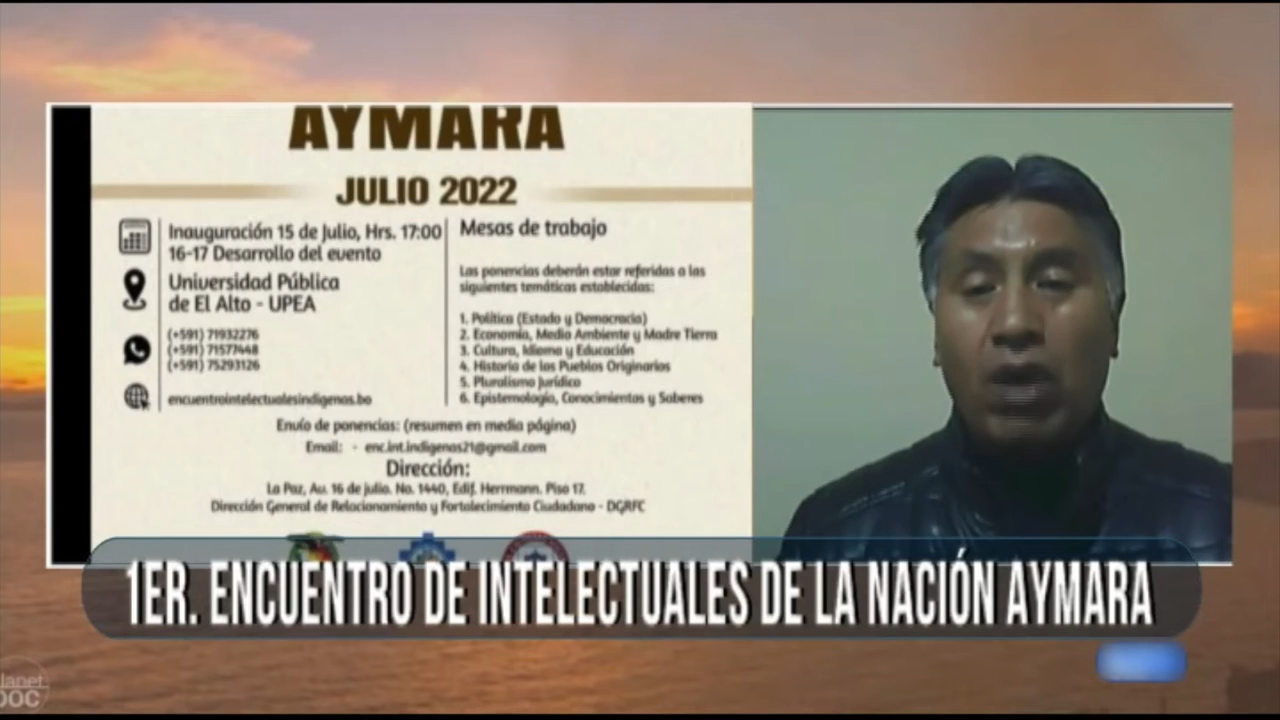 AYMARA
JULIO 2022
Inauguración 15 de Julio, Hrs. 17:00
16-17 Desarrollo del evento
Universidad Pública
de El Alto - UPEA
(+591) 71932276
(+591) 71577448
(+591) 75293126
encuentrointelectualesindigenas.bo
Mesas de trabajo
Las ponencias deberán estar referidas a las
siguientes temáticas establecidas:
1. Política (Estado y Democracia)
2. Economía, Medio Ambiente y Madre Tierra
3. Cultura, Idioma y Educación
4. Historia de los Pueblos Originarios
5. Pluralismo Jurídico
6. Epistemología, Conocimientos y Saberes
Envío de ponencias: (resumen en media página)
Email: - enc.int.indigenas21@gmail.com
Dirección:
La Paz, Av. 16 de julio. No. 1440, Edif. Herrmann. Piso 17.
Dirección General de Relacionamiento y Fortalecimiento Ciudadano - DGRFC
1ER. ENCUENTRO DE INTELECTUALES DE LA NACIÓN AYMARA
lanet
DOC